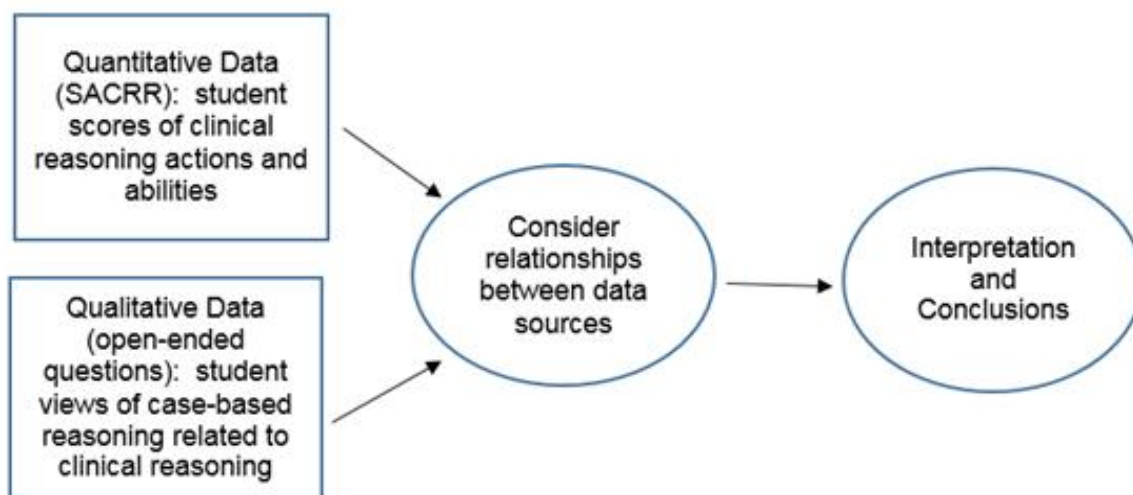 Quantitative Data
(SACRR):  student
scores of clinical
reasoning actions and
abilities
Qualitative Data
(open-ended
questions):  student
views of case-based
reasoning related to
clinical reasoning
Consider
relationships
between data
sources
Interpretation
and
Conclusions